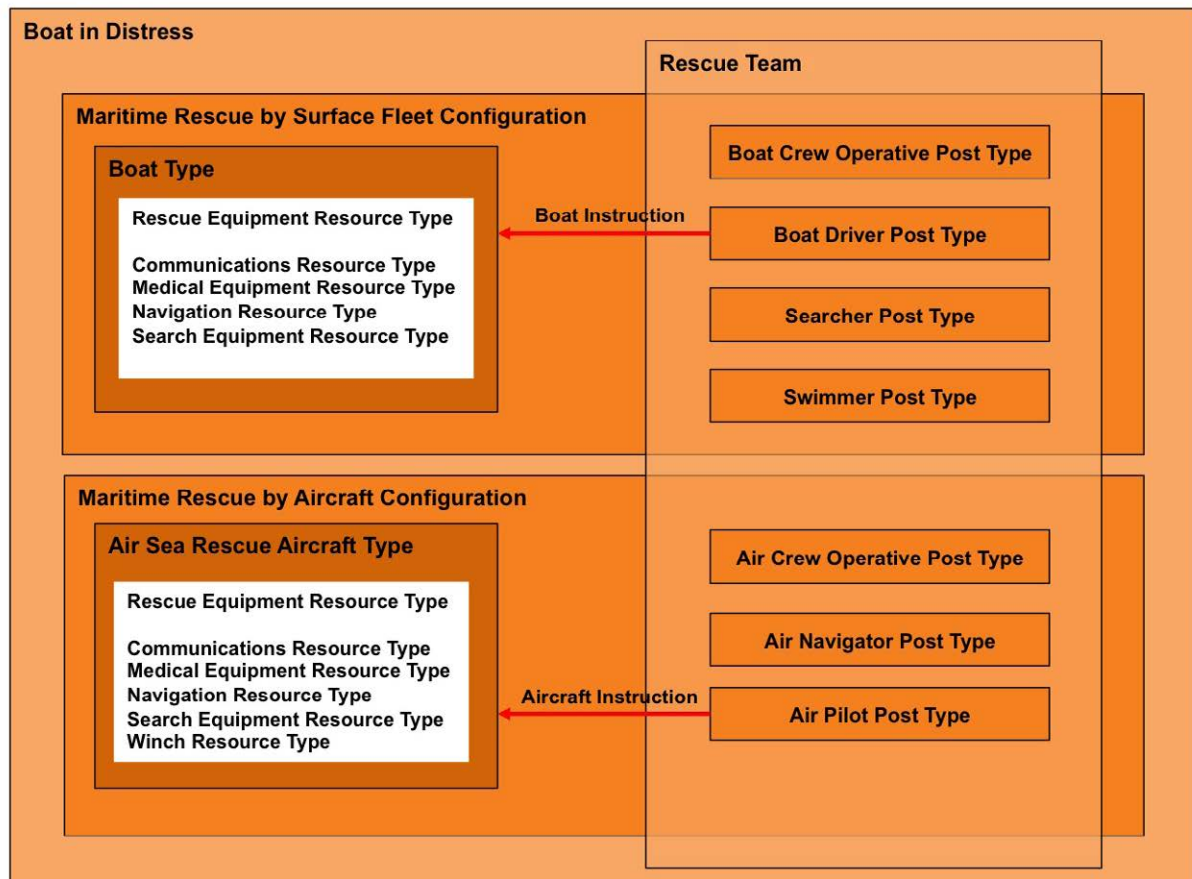 Boat in Distress
Rescue Team
Maritime Rescue by Surface Fleet Configuration
Boat Type
Rescue Equipment Resource Type
Communications Resource Type
Medical Equipment Resource Type
Navigation Resource Type
Search Equipment Resource Type
Boat Instruction
Boat Crew Operative Post Type
Boat Driver Post Type
Searcher Post Type
Swimmer Post Type
Maritime Rescue by Aircraft Configuration
Air Sea Rescue Aircraft Type
Rescue Equipment Resource Type
Communications Resource Type
Medical Equipment Resource Type
Navigation Resource Type
Search Equipment Resource Type
Winch Resource Type
Aircraft Instruction
Air Crew Operative Post Type
Air Navigator Post Type
Air Pilot Post Type